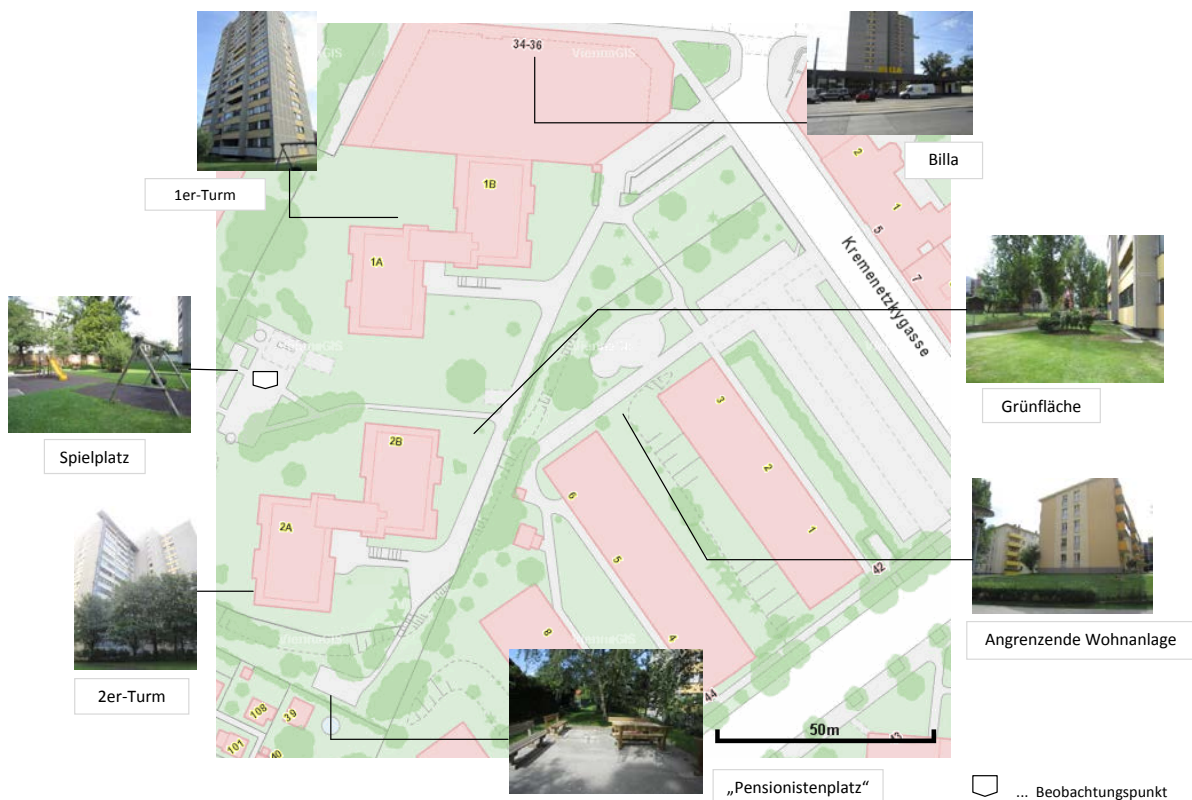 34-36
ViennaGIS
ViennaGIS
BILLA
Billa
1er-Turm
2
1
5
7
1B
1A
Kremenetzkygasse
Grünfläche
Spielplatz
3
2
1
2B
2A
6
5
4
8
42
44
Angrenzende Wohnanlage
2er-Turm
ViennaGIS
108
39
101
40
43
50m
„Pensionistenplatz“
... Beobachtungspunkt